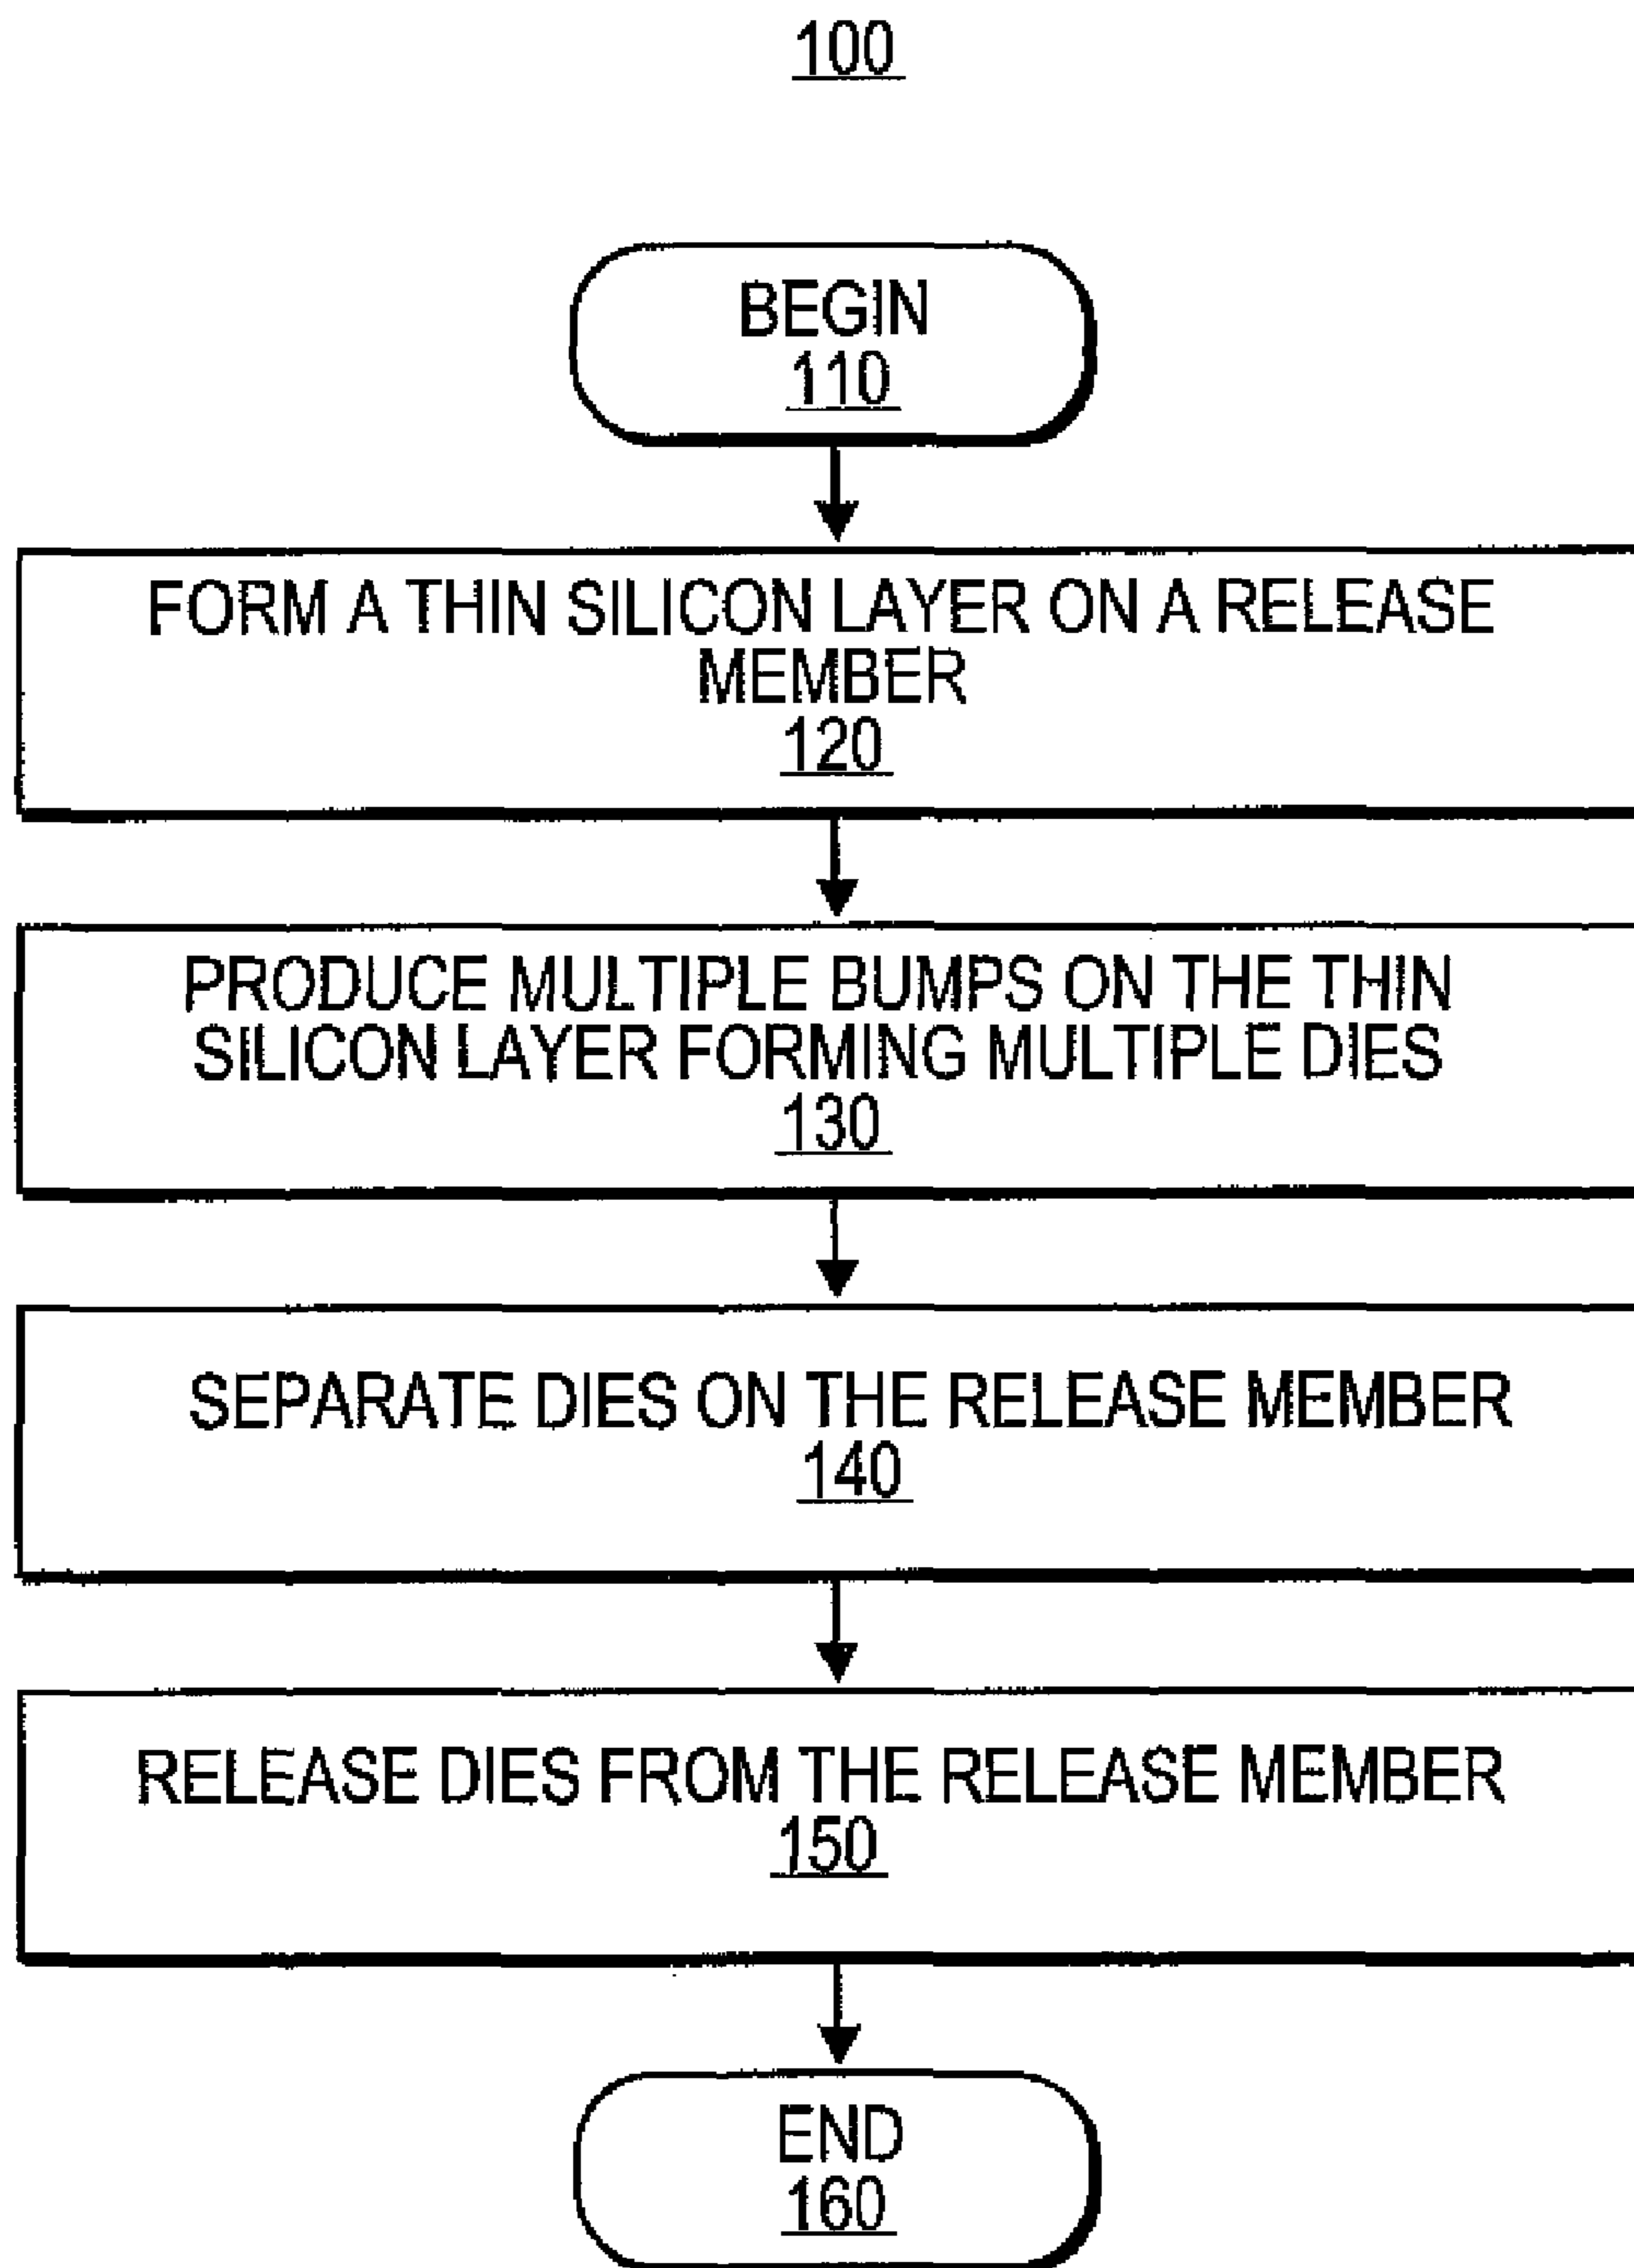 100
BEGIN
110
FORM A THIN SILICON LAYER ON A RELEASE
MEMBER
120
PRODUCE MULTIPLE BUMPS ON THE THIN
SILICON LAYER FORMING MULTIPLE DIES
130
SEPARATE DIES ON THE RELEASE MEMBER
140
RELEASE DIES FROM THE RELEASE MEMBER
150
END
160